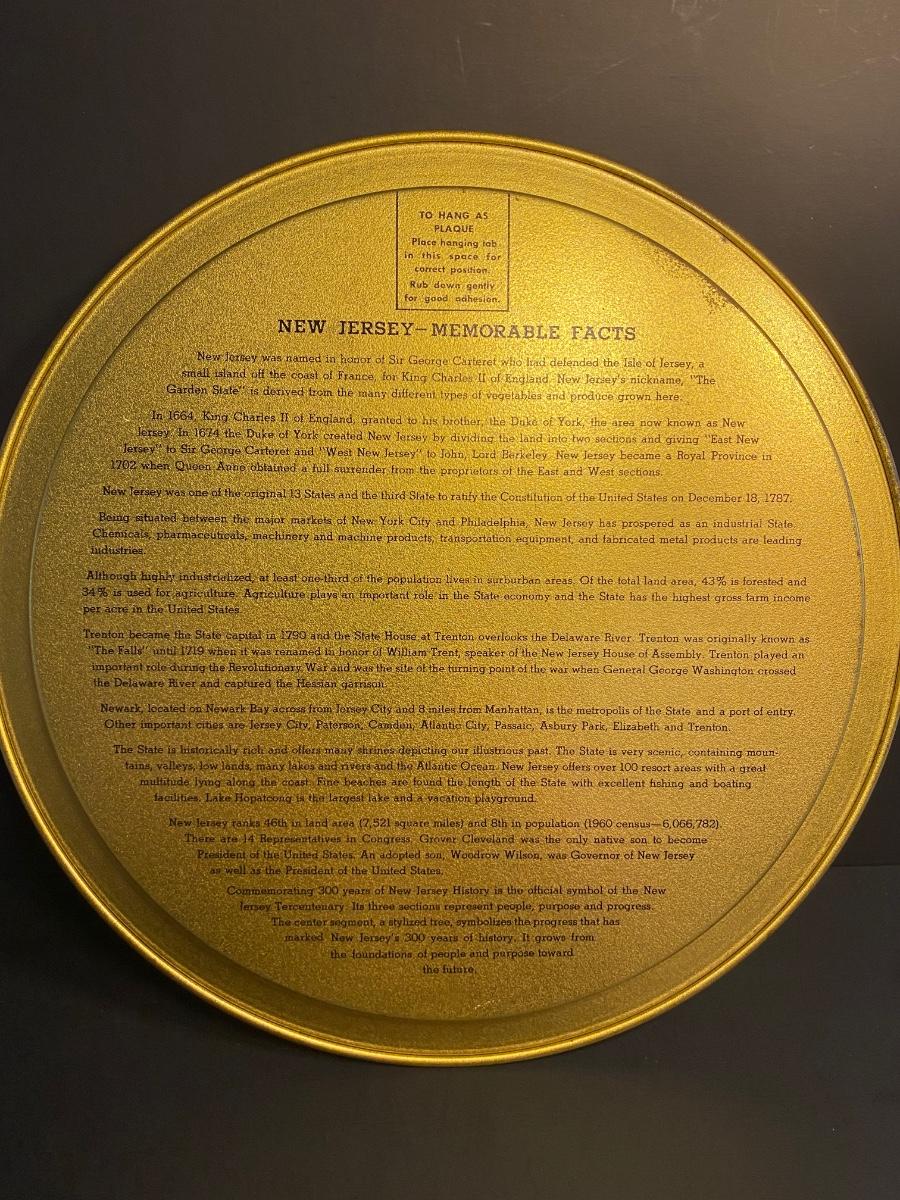 TO HANG AS
PLAQUE
Place hanging tab
in this space for
correct position.
Rub down gently
for good adhesion.
NEW JERSEY—MEMORABLE FACTS
New Jersey was named in honor of Sir George Carteret who had defended the Isle of Jersey, a
small island off the coast of France, for King Charles II of England. New Jersey's nickname, "The
Garden State" is derived from the many different types of vegetables and produce grown here.
In 1664, King Charles II of England, granted to his brother, the Duke of York, the area now known as New
Jersey. In 1674 the Duke of York created New Jersey by dividing the land into two sections and giving "East New
Jersey" to Sir George Carteret and "West New Jersey" to John, Lord Berkeley. New Jersey became a Royal Province in
1702 when Queen Anne obtained a full surrender from the proprietors of the East and West sections.
New Jersey was one of the original 13 States and the third State to ratify the Constitution of the United States on December 18, 1787.
Being situated between the major markets of New York City and Philadelphia, New Jersey has prospered as an industrial State.
Chemicals, pharmaceuticals, machinery and machine products, transportation equipment, and fabricated metal products are leading
industries.
Although highly industrialized, at least one-third of the population lives in surburban areas. Of the total land area, 43% is forested and
34% is used for agriculture. Agriculture plays an important role in the State economy and the State has the highest gross farm income
per acre in the United States.
Trenton became the State capital in 1790 and the State House at Trenton overlooks the Delaware River. Trenton was originally known as
"The Falls" until 1719 when it was renamed in honor of William Trent, speaker of the New Jersey House of Assembly. Trenton played an
important role during the Revolutionary War and was the site of the turning point of the war when General George Washington crossed
the Delaware River and captured the Hessian garrison.
Newark, located on Newark Bay across from Jersey City and 8 miles from Manhattan, is the metropolis of the State and a port of entry.
Other important cities are Jersey City, Paterson, Camden, Atlantic City, Passaic, Asbury Park, Elizabeth and Trenton.
The State is historically rich and offers many shrines depicting our illustrious past. The State is very scenic, containing moun-
tains, valleys, low lands, many lakes and rivers and the Atlantic Ocean. New Jersey offers over 100 resort areas with a great
multitude lying along the coast. Fine beaches are found the length of the State with excellent fishing and boating
facilities. Lake Hopatcong is the largest lake and a vacation playground.
New Jersey ranks 46th in land area (7,521 square miles) and 8th in population (1960 census—6,066,782).
There are 14 Representatives in Congress. Grover Cleveland was the only native son to become
President of the United States. An adopted son, Woodrow Wilson, was Governor of New Jersey
as well as the President of the United States.
Commemorating 300 years of New Jersey History is the official symbol of the New
Jersey Tercentenary. Its three sections represent people, purpose and progress.
The center segment, a stylized tree, symbolizes the progress that has
marked New Jersey's 300 years of history. It grows from
the foundations of people and purpose toward
the future.